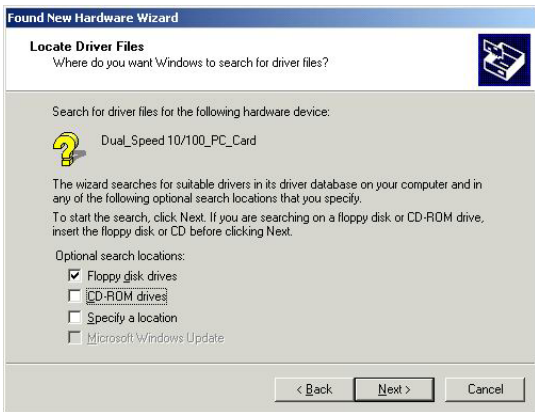 Found New Hardware Wizard
Locate Driver Files
Where do you want Windows to search for driver files?
Search for driver files for the following hardware device:
Dual_Speed 10/100_PC_Card
The wizard searches for suitable drivers in its driver database on your computer and in
any of the following optional search locations that you specify.
To start the search, click Next. If you are searching on a floppy disk or CD-ROM drive,
insert the floppy disk or CD before clicking Next.
Optional search locations:
Floppy disk drives
CD-ROM drives
Specify a location
Microsoft Windows Update
< Back Next > Cancel